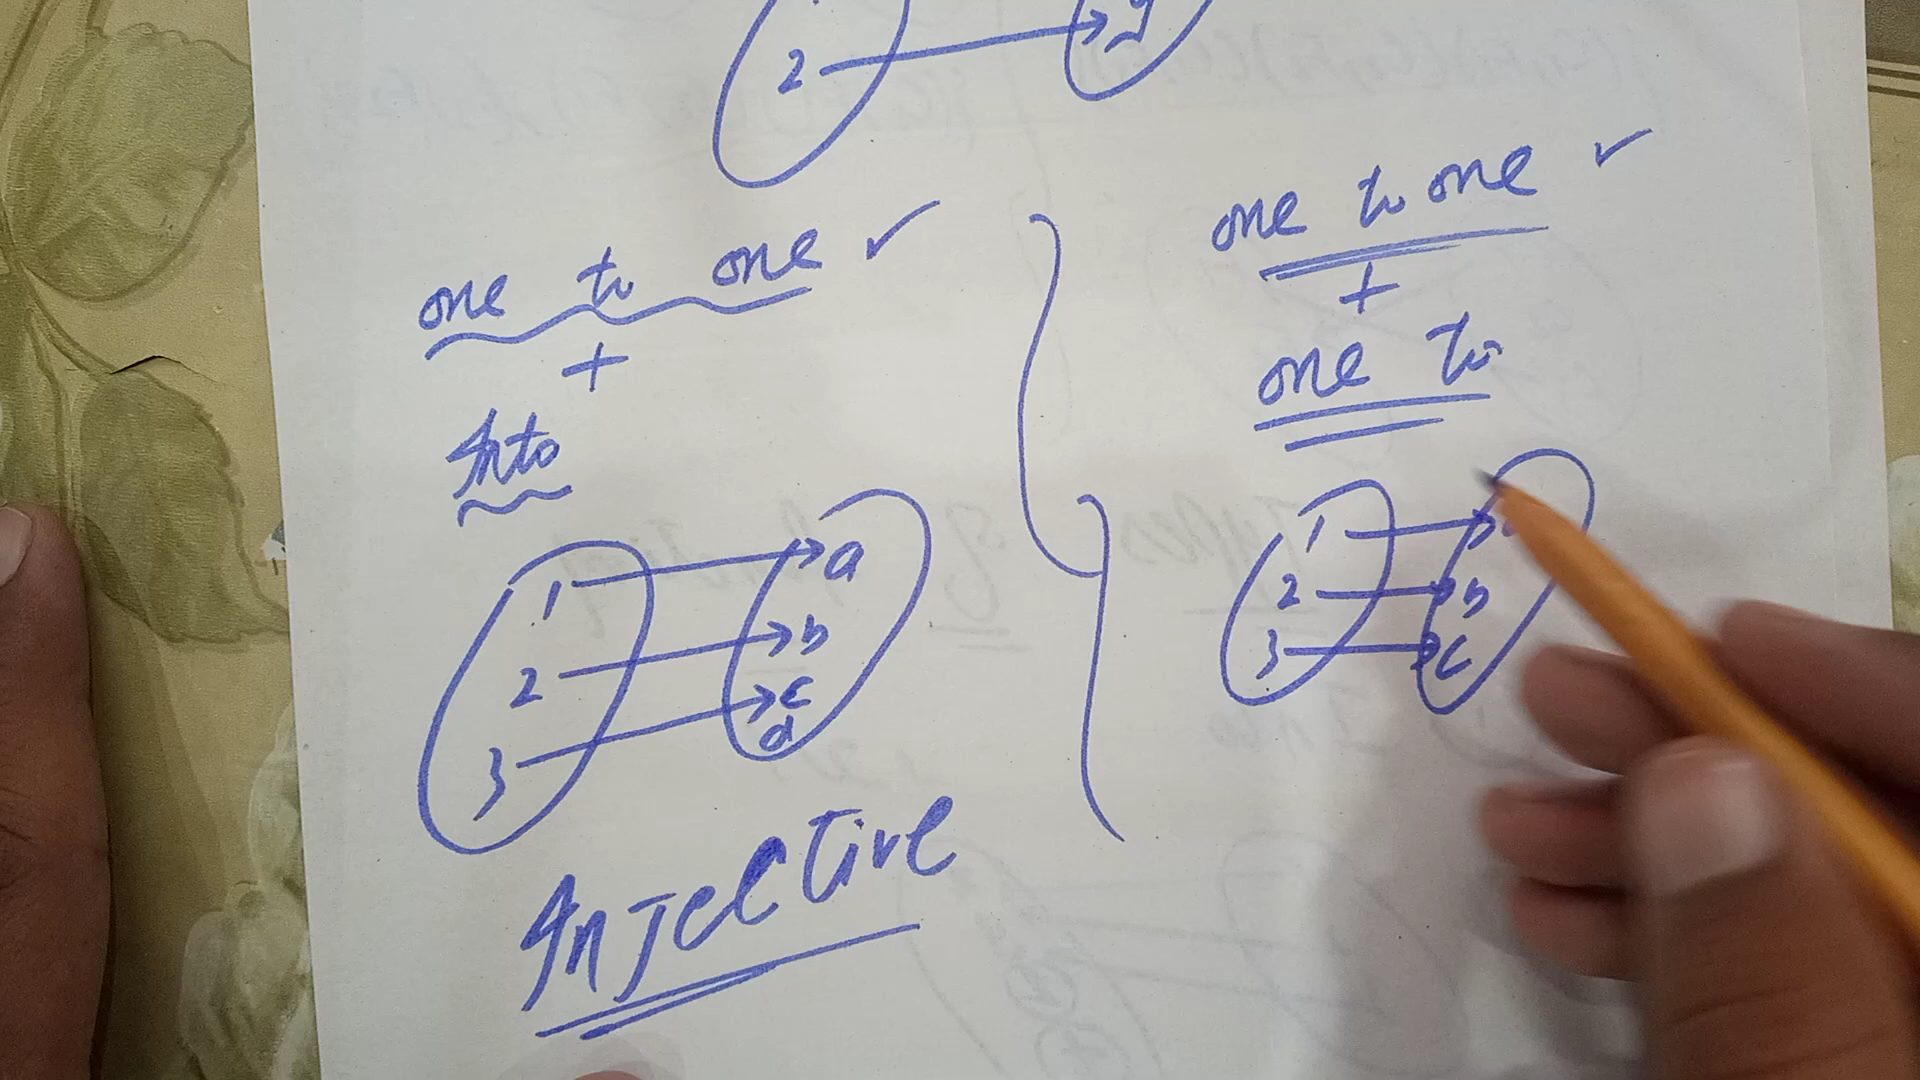 2 y
one to one ✓
+
Into
1 a
2 b
3 c
d
Injective
one to one ✓
+
one to
1
2 b
3 c